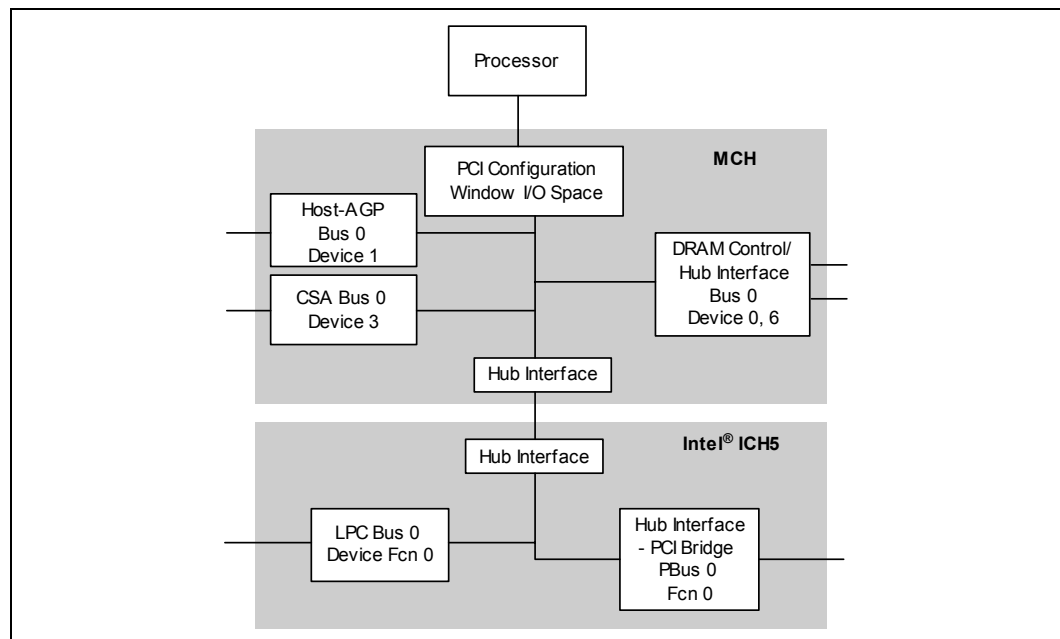 Processor
MCH
PCI Configuration
Window I/O Space
Host-AGP
Bus 0
Device 1
DRAM Control/
Hub Interface
Bus 0
Device 0, 6
CSA Bus 0
Device 3
Hub Interface
Intel® ICH5
Hub Interface
LPC Bus 0
Device Fcn 0
Hub Interface
- PCI Bridge
PBus 0
Fcn 0